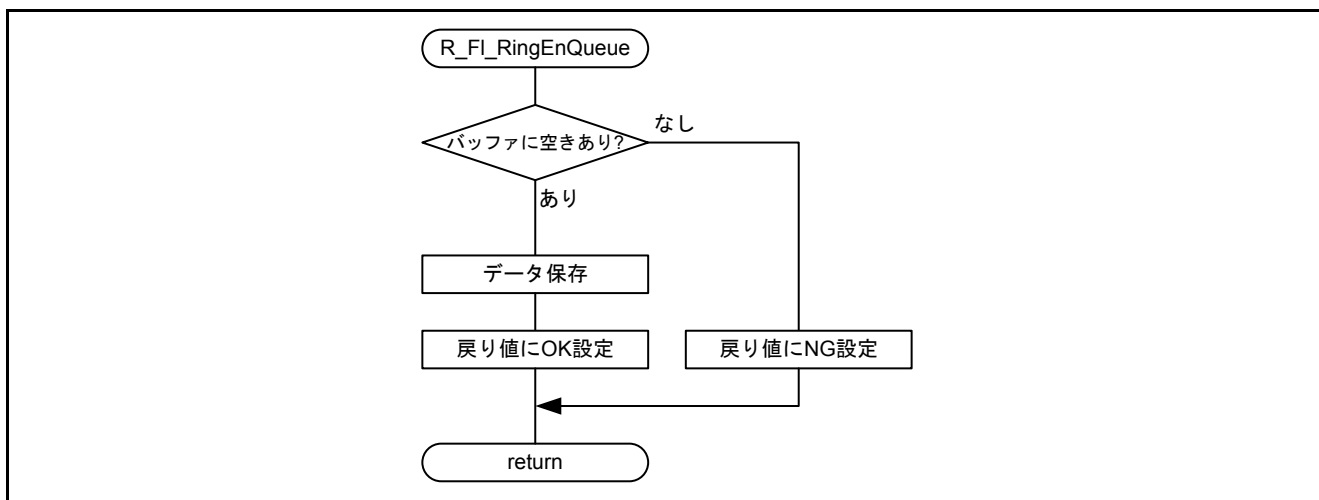 R_Fl_RingEnQueue
バッファに空きあり?
なし
あり
データ保存
戻り値にOK設定
戻り値にNG設定
return